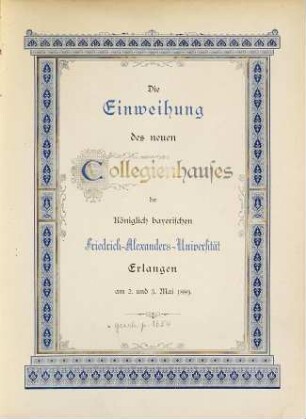 Die
Einweihung
des neuen
Collegienhauses
der
Königlich bayerischen
Friedrich-Alexanders-Universität
Erlangen
am 2. und 3. Mai 1889.